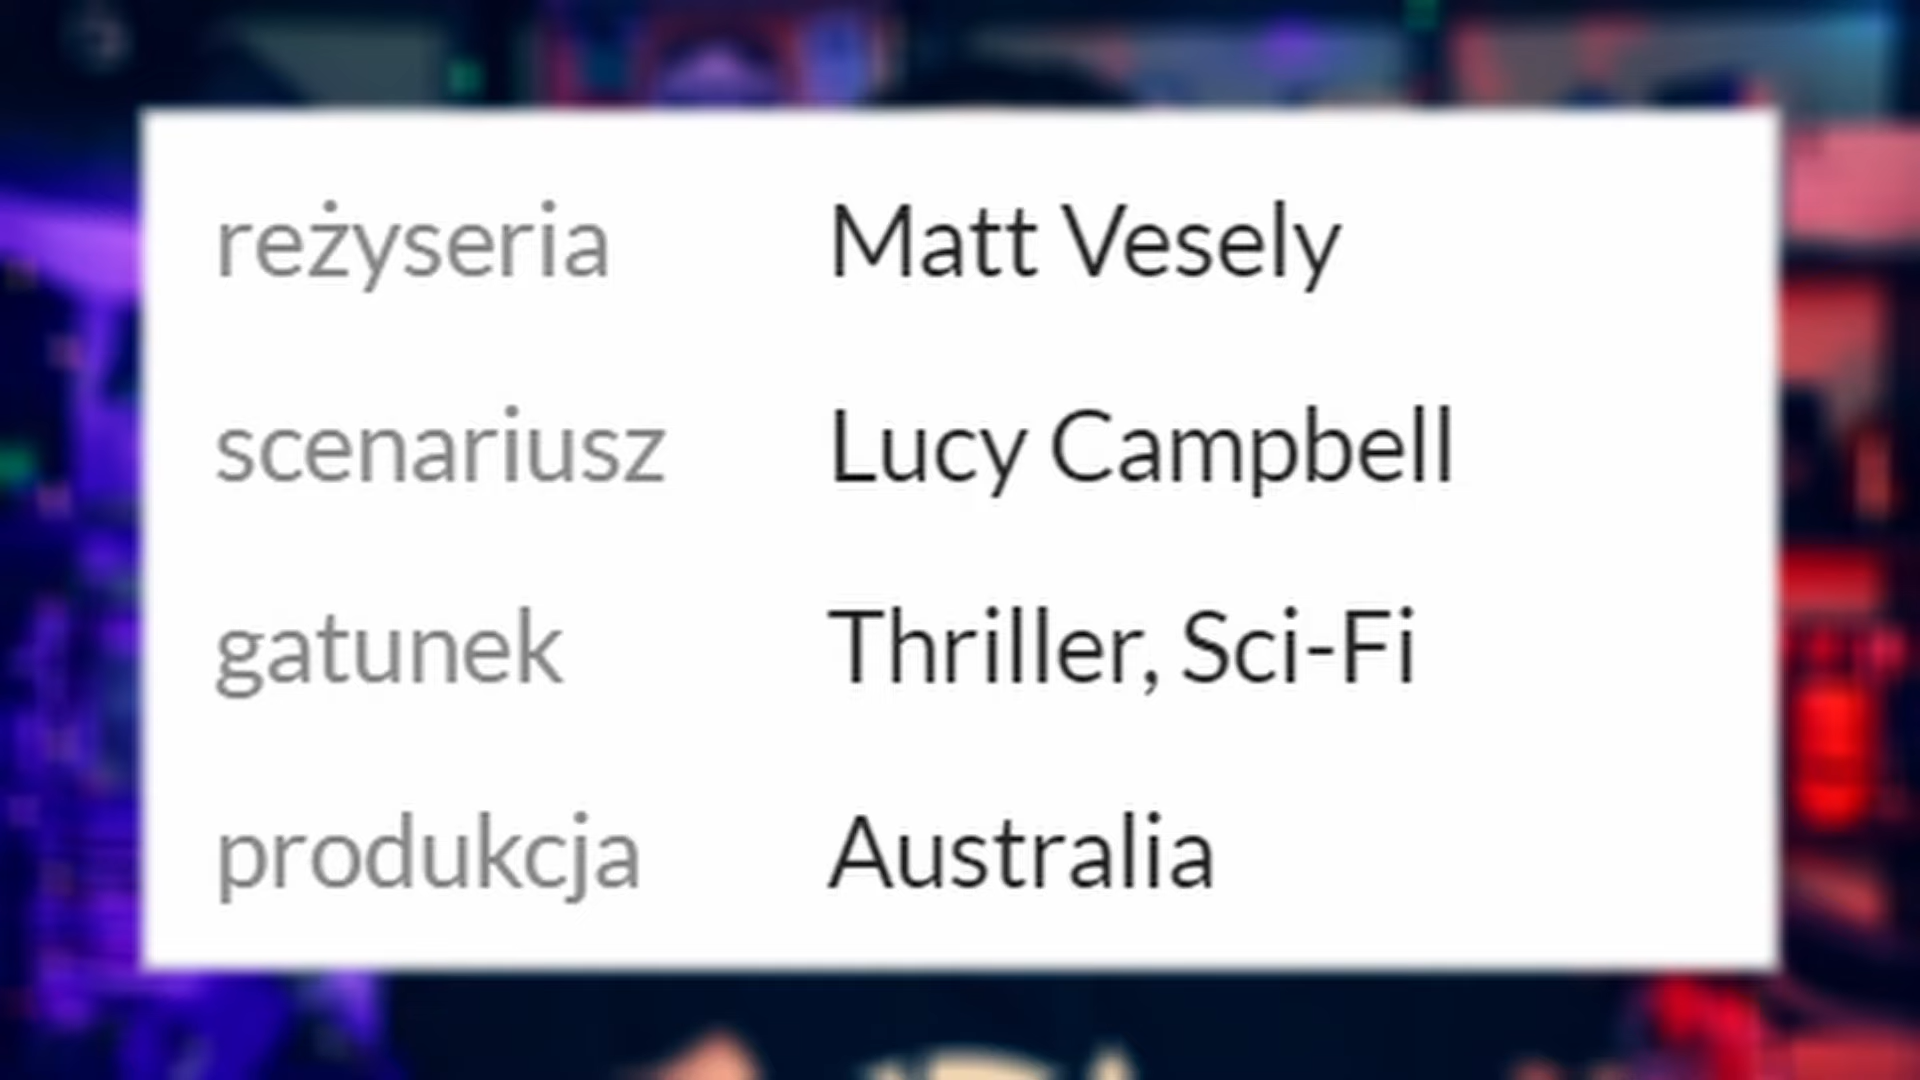 reżyseria Matt Vesely
scenariusz Lucy Campbell
gatunek Thriller, Sci-Fi
produkcja Australia